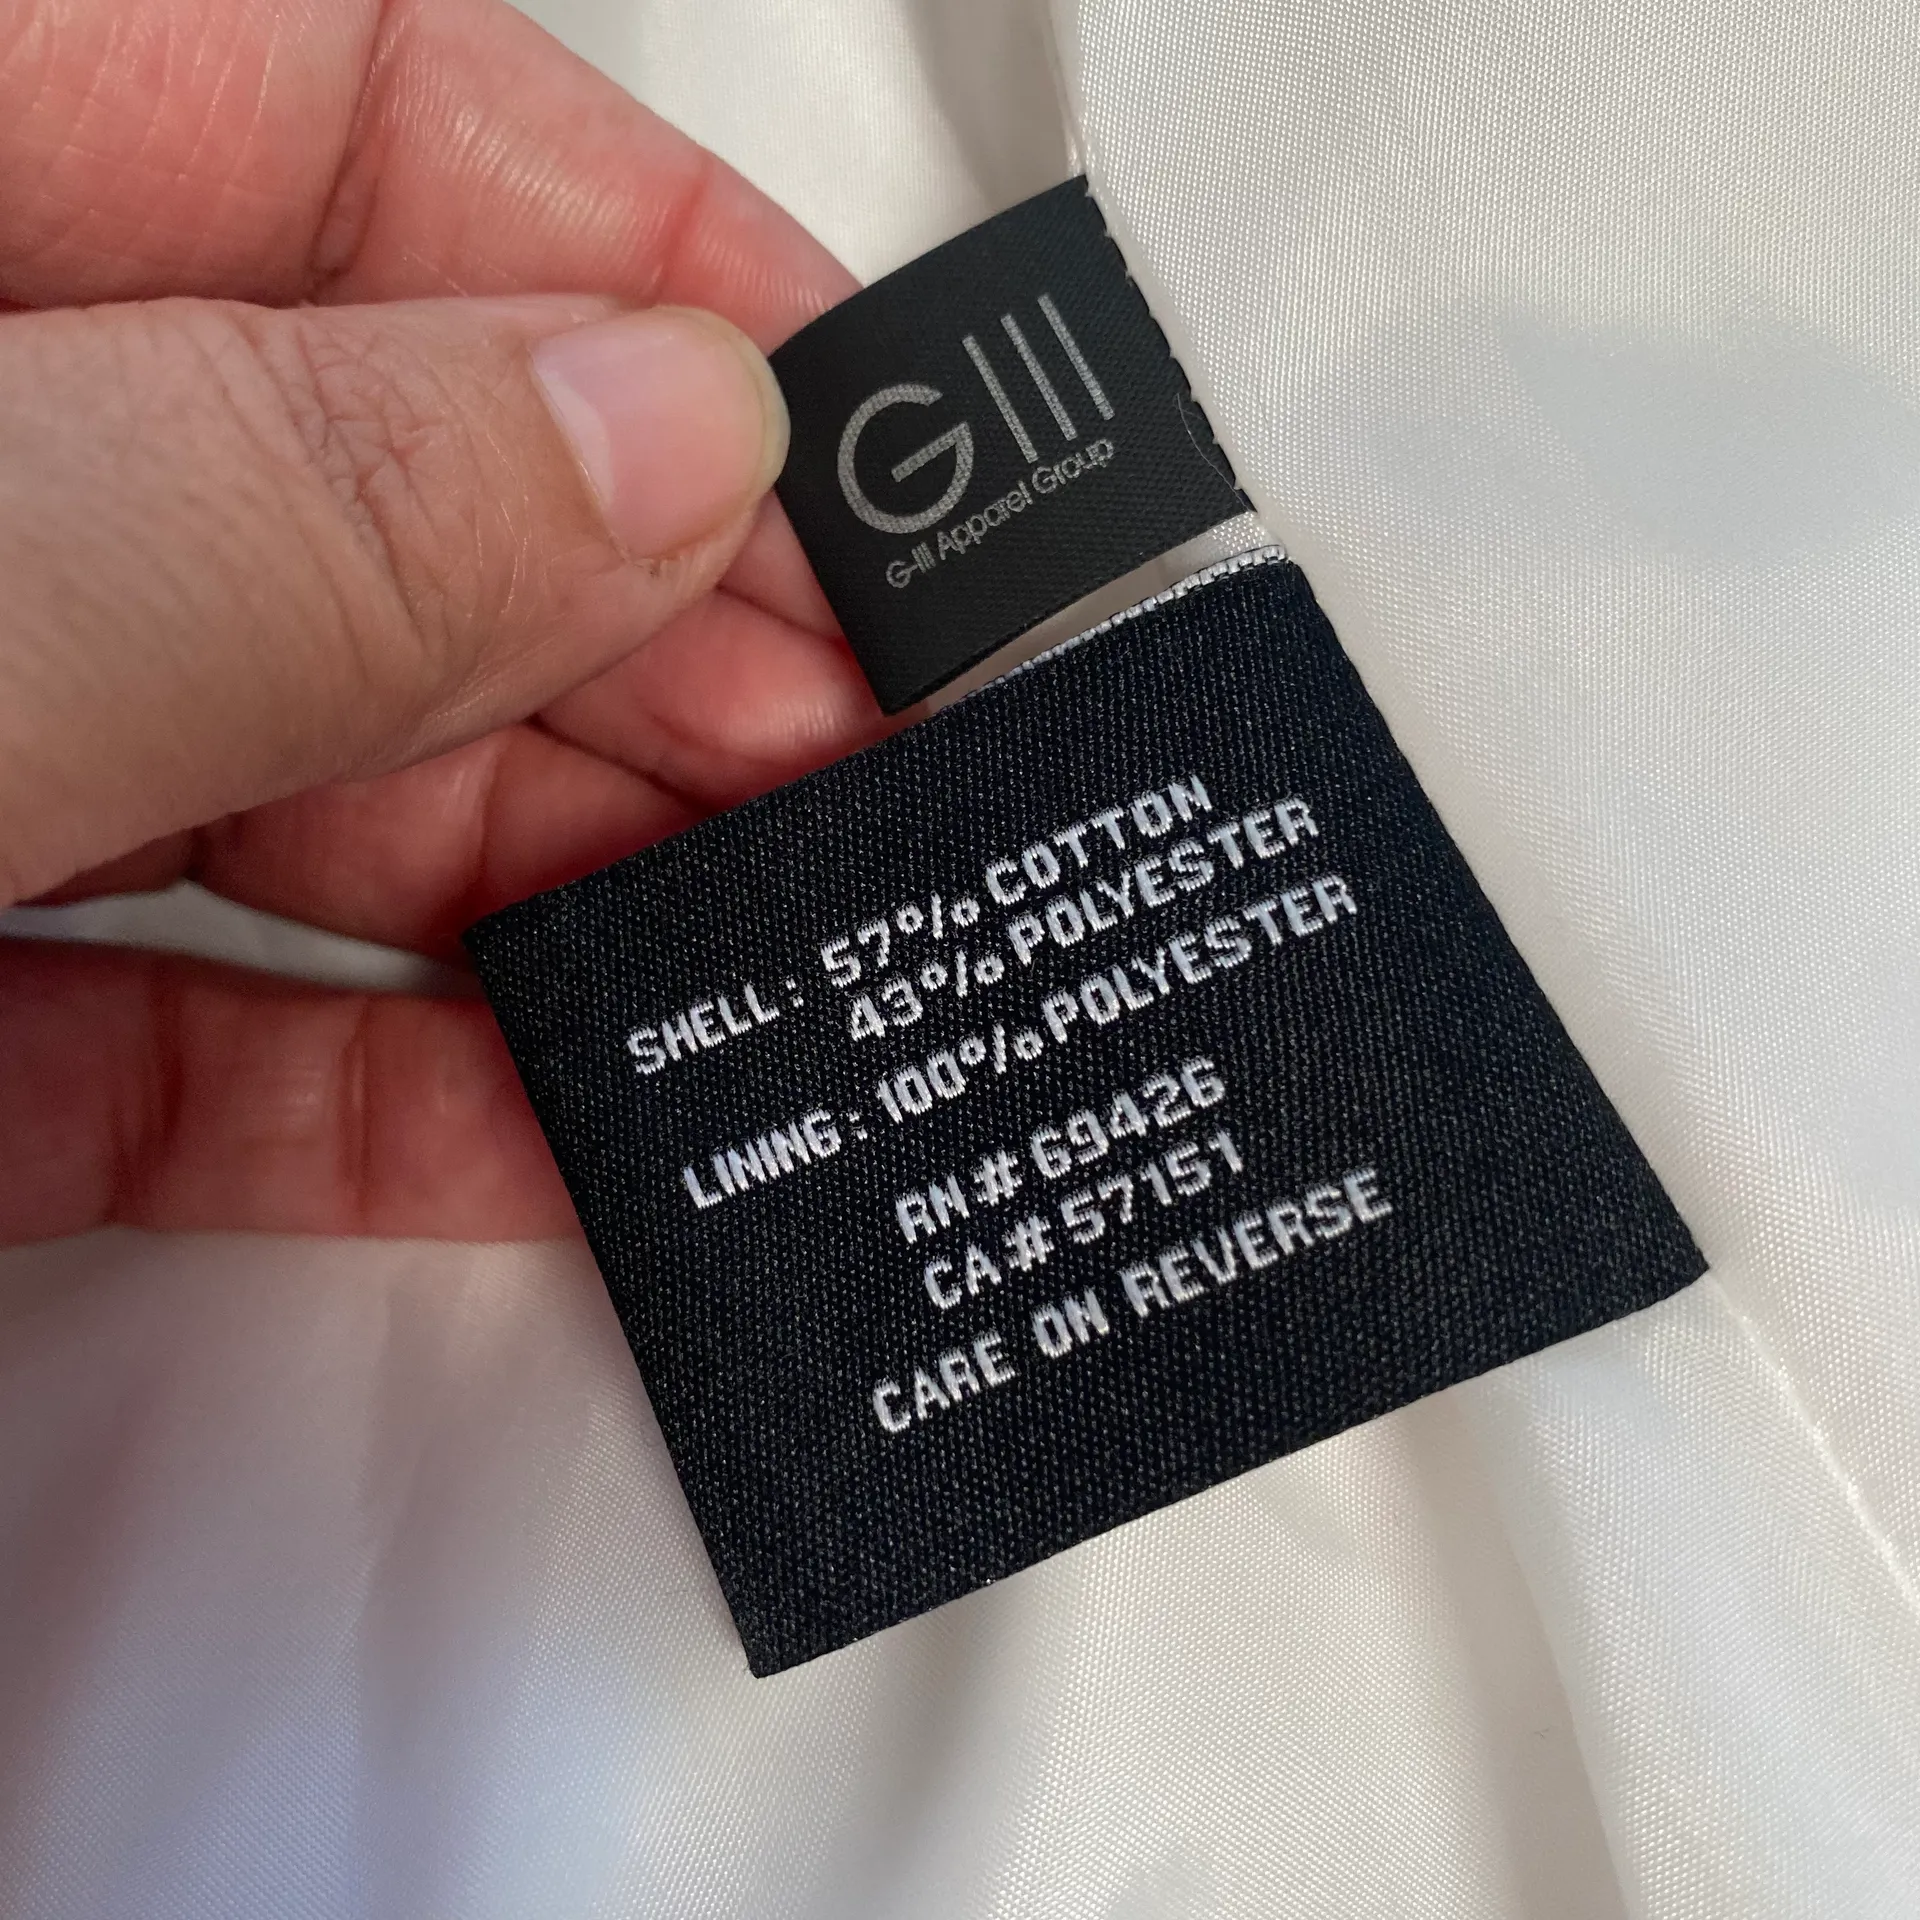 GIII
G-III Apparel Group
SHELL: 57% COTTON
43% POLYESTER
LINING: 100% POLYESTER
RN# 69426
CA# 57151
CARE ON REVERSE